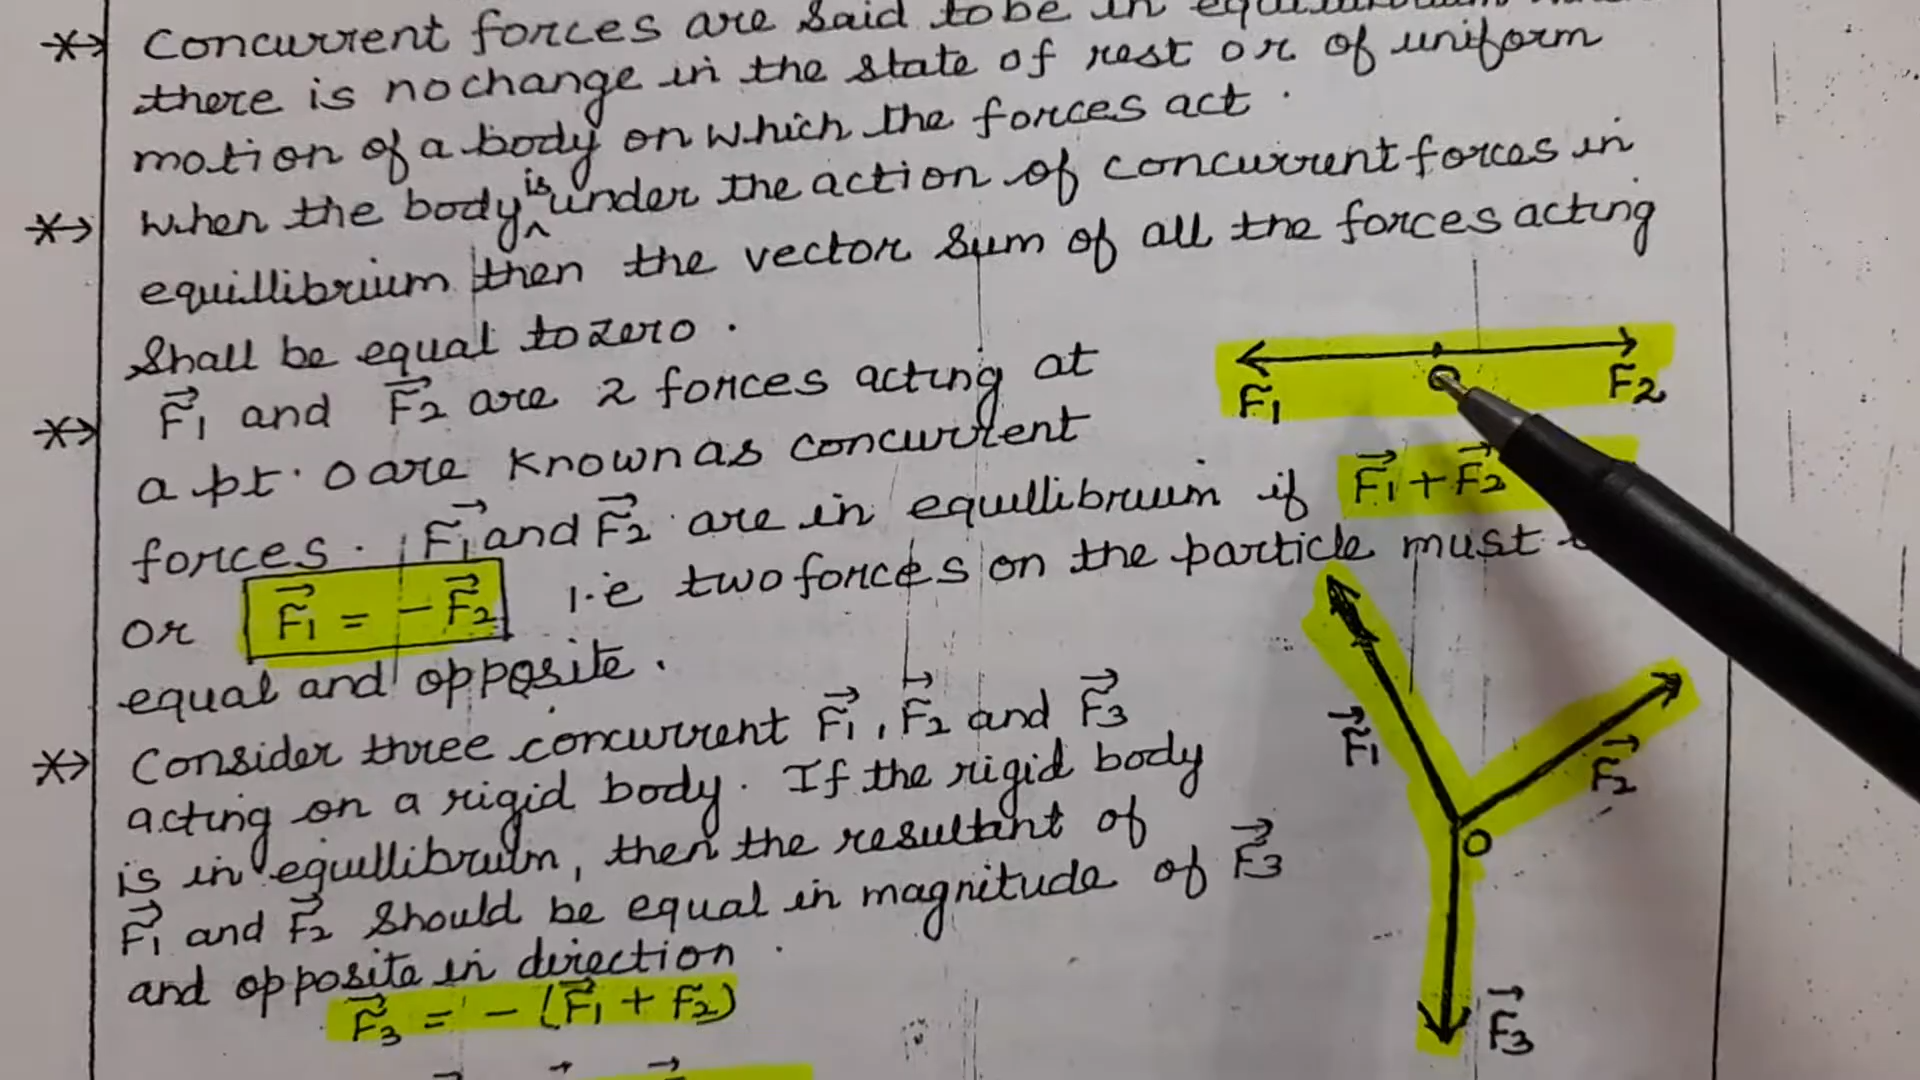 Concurrent forces are said to be in
there is no change in the state of rest or of uniform
motion of a body on which the forces act.
When the body is under the action of concurrent forces in
equillibrium then the vector sum of all the forces acting
shall be equal to zero.
F₁ F₂
O
F⃗₁ and F⃗₂ are 2 forces acting at
a pt. O are known as concurrent
forces. F⃗₁ and F⃗₂ are in equillibrium if F⃗₁ + F⃗₂
or F⃗₁ = - F⃗₂ i.e two forces on the particle must
equal and opposite.
Consider three concurrent F⃗₁, F⃗₂ and F⃗₃
acting on a rigid body. If the rigid body
is in equillibrium, then the resultant of
F⃗₁ and F⃗₂ should be equal in magnitude of F⃗₃
and opposite in direction.
F⃗₃ = - (F⃗₁ + F₂)
F⃗₁
F⃗₂
O
F⃗₃